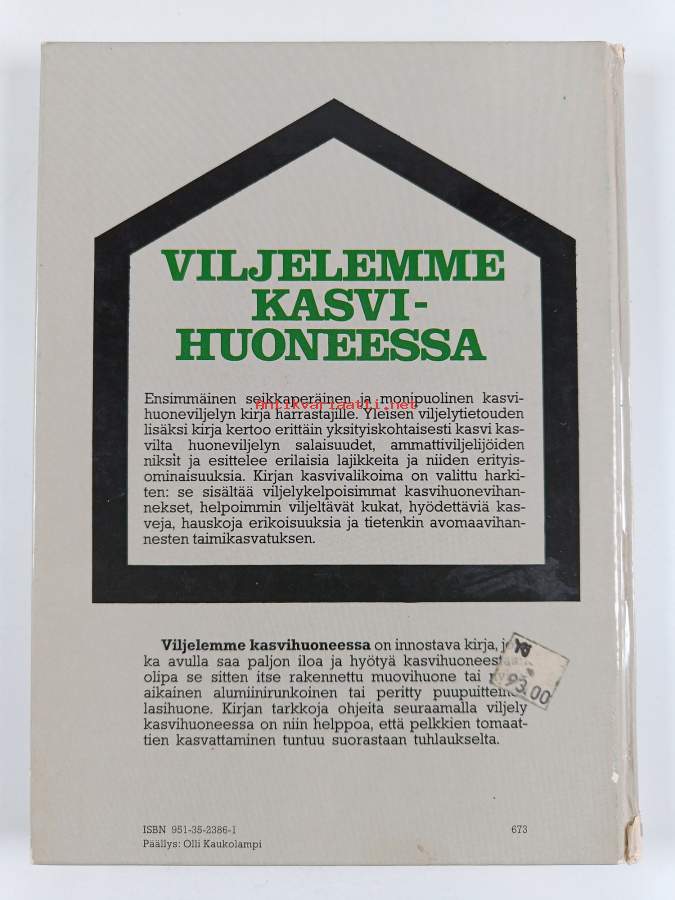 VILJELEMME
KASVI-
HUONEESSA
Ensimmäinen seikkaperäinen ja monipuolinen kasvi-
Antikvariaatti.net
huoneviljelyn kirja harrastajille. Yleisen viljelytietouden
lisäksi kirja kertoo erittäin yksityiskohtaisesti kasvi kas-
vilta huoneviljelyn salaisuudet, ammattiviljelijöiden
niksit ja esittelee erilaisia lajikkeita ja niiden erityis-
ominaisuuksia. Kirjan kasvivalikoima on valittu harki-
ten: se sisältää viljelykelpoisimmat kasvihuonevihan-
nekset, helpoimmin viljeltävät kukat, hyödettäviä kas-
veja, hauskoja erikoisuuksia ja tietenkin avomaavihan-
nesten taimikasvatuksen.
Viljelemme kasvihuoneessa on innostava kirja,
ka avulla saa paljon iloa ja hyötyä
olipa se sitten itse rakennettu muovihuone tai
aikainen alumiinirunkoinen tai peritty
lasihuone. Kirjan tarkkoja ohjeita seuraamalla viljely
kasvihuoneessa on niin helppoa, että pelkkien tomaat-
tien kasvattaminen tuntuu suorastaan tuhlaukselta.
93.00
ISBN 951-35-2386-1
673
Päällys: Olli Kaukolampi